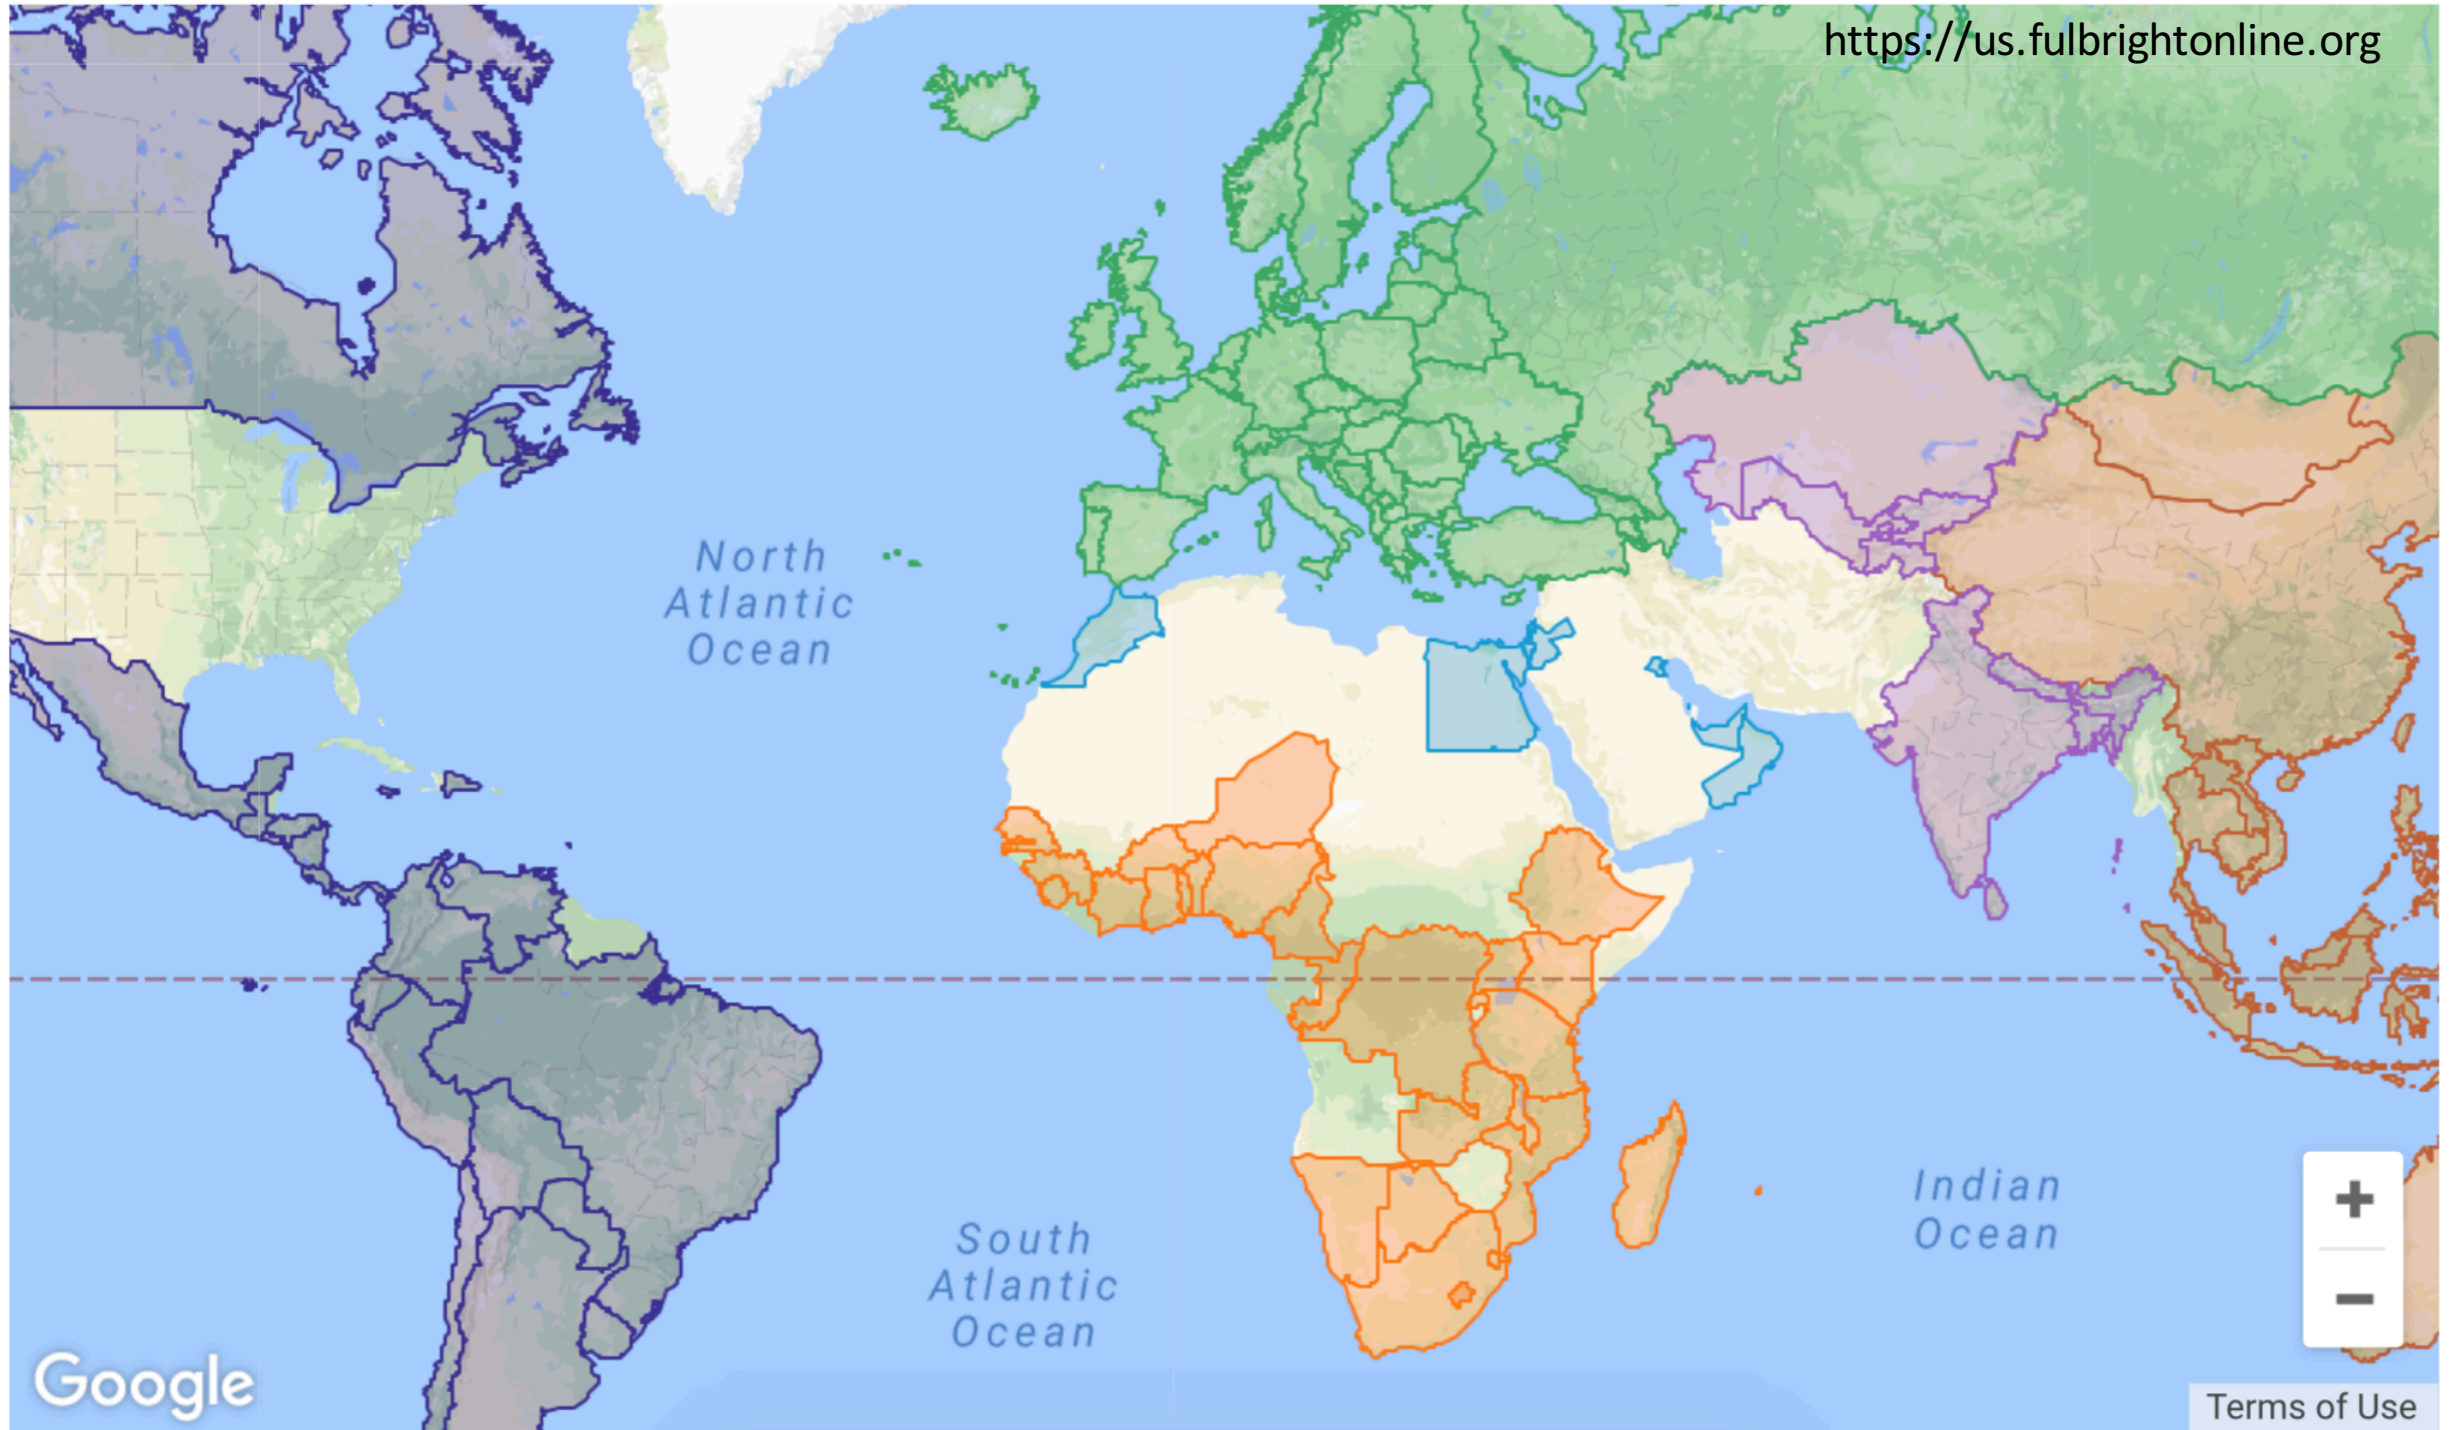 https://us.fulbrightonline.org
North
Atlantic
Ocean
Indian
Ocean
South
Atlantic
Ocean
+
−
Google
Terms of Use